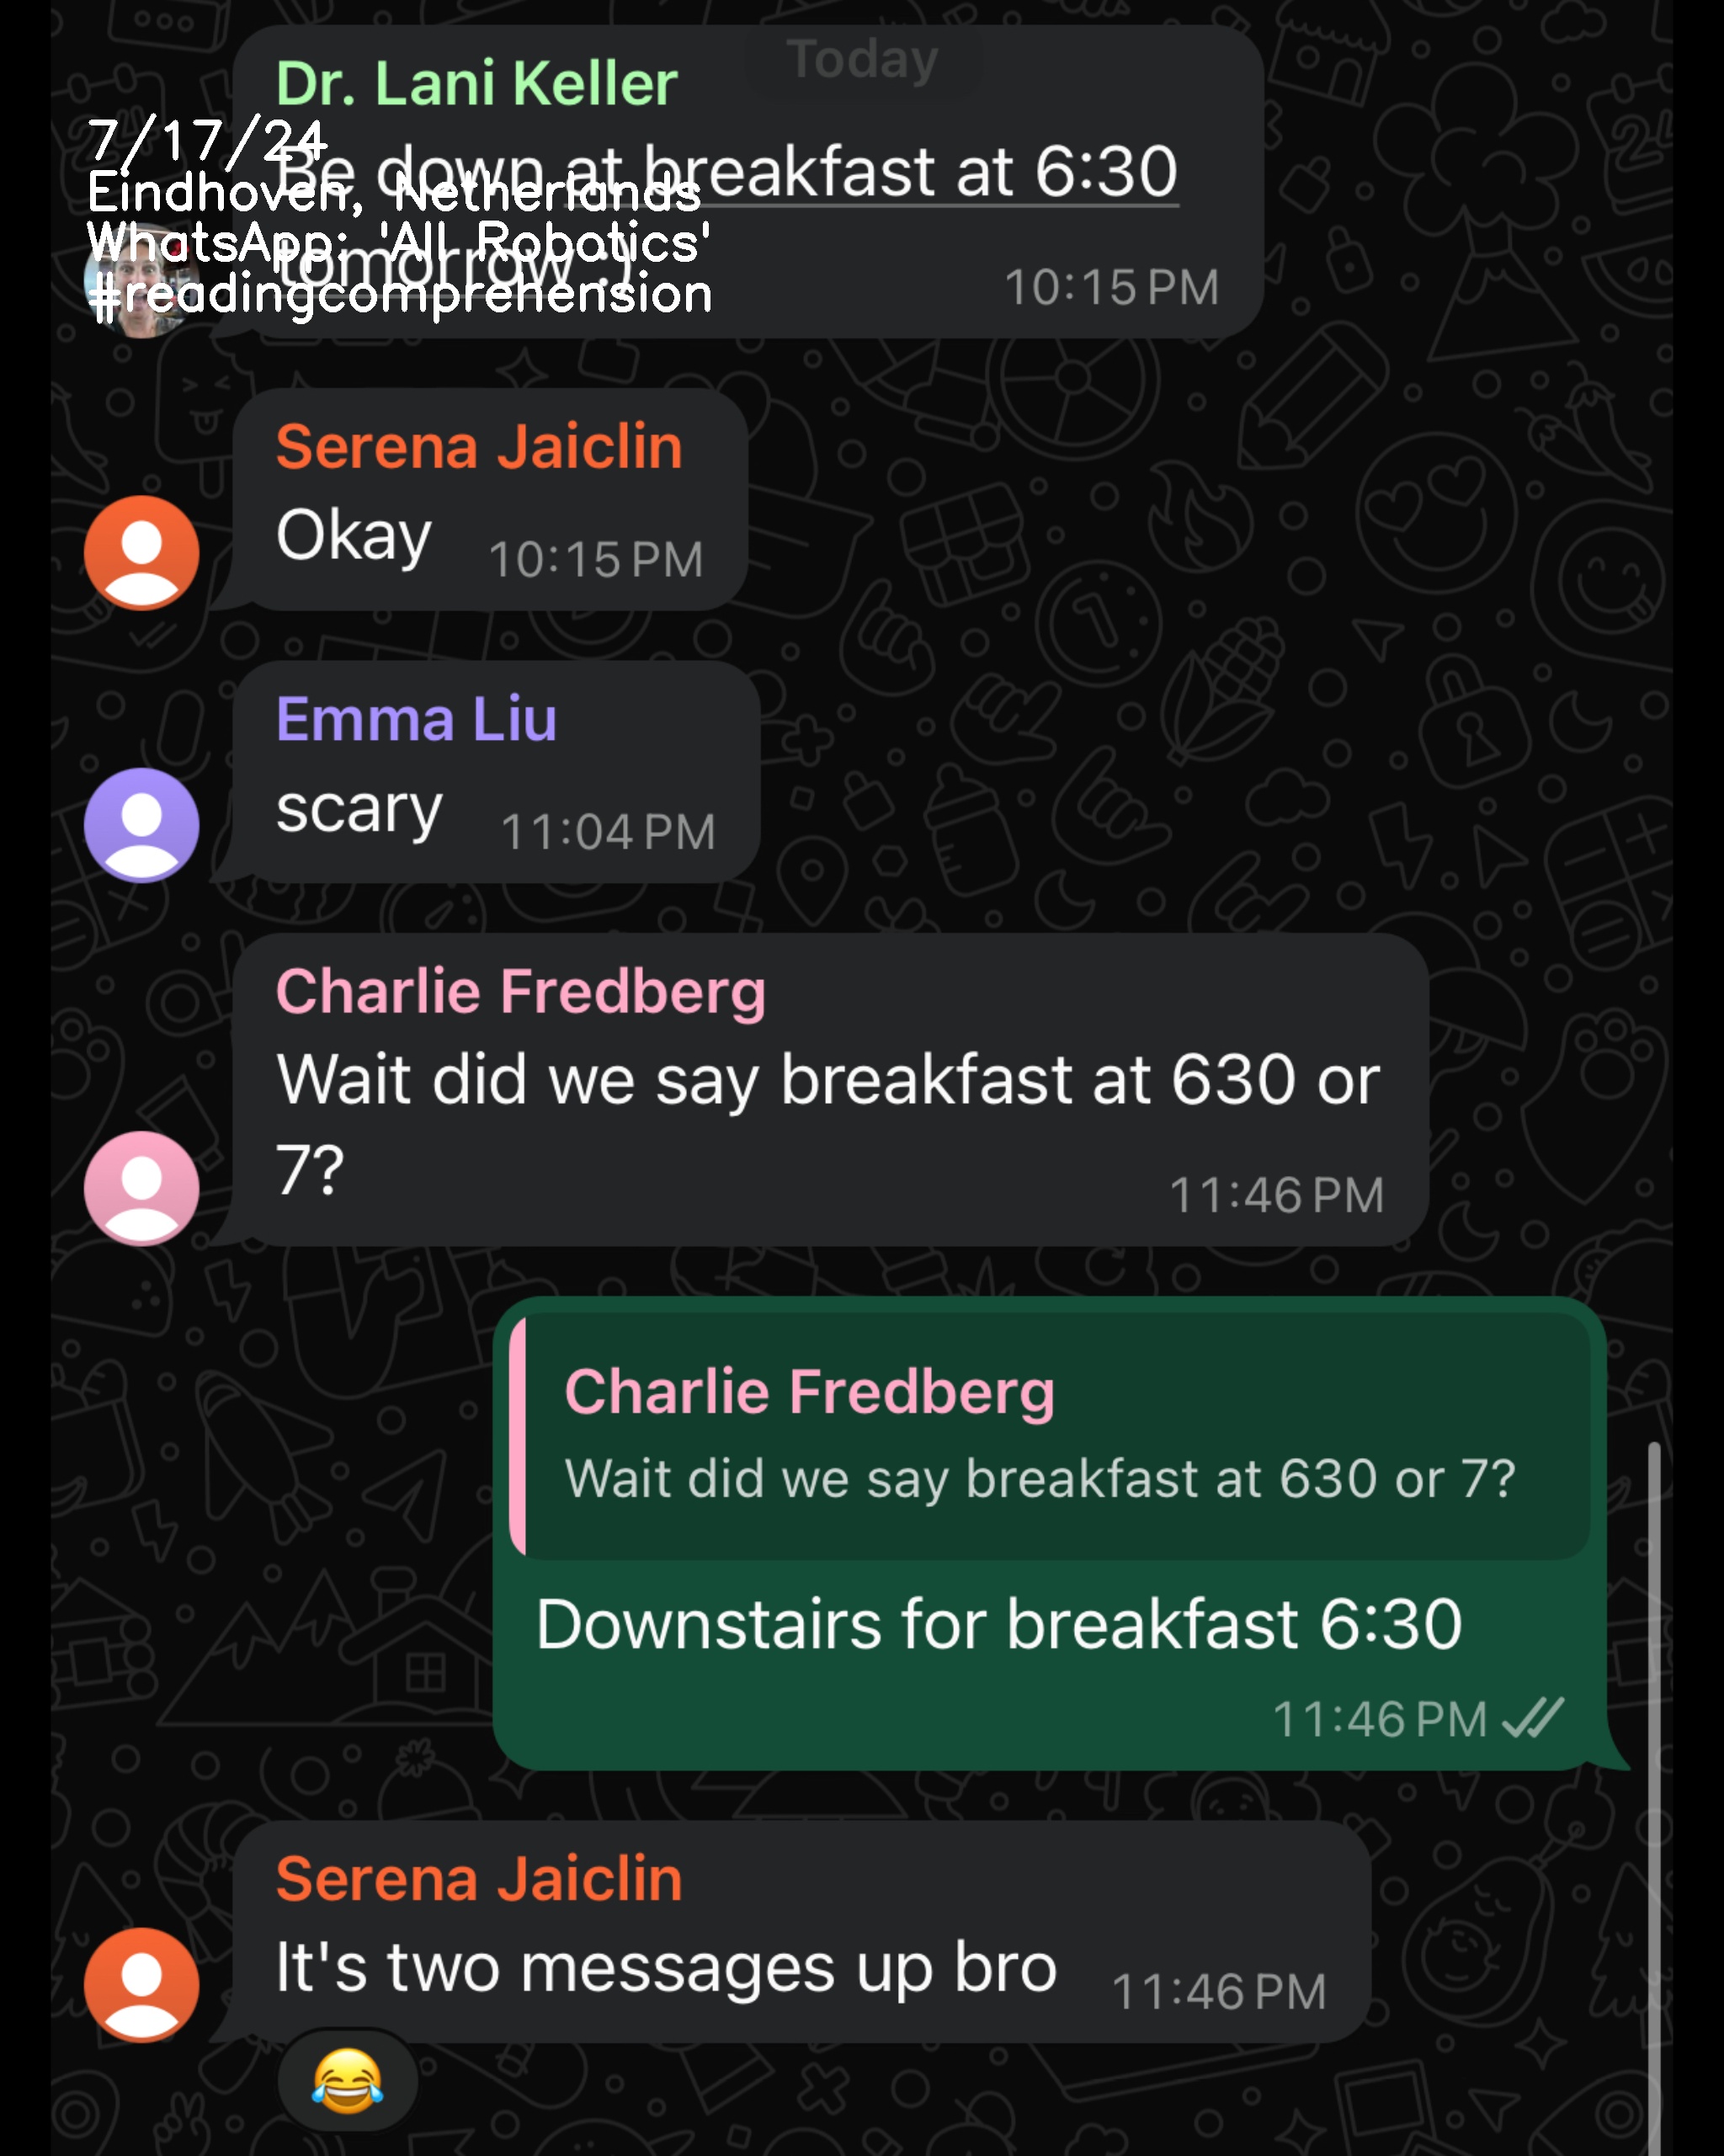 Today
Dr. Lani Keller
Be down at breakfast at 6:30
tomorrow :)
10:15 PM
7/17/24
Eindhoven, Netherlands
WhatsApp: 'All Robotics'
#readingcomprehension
Serena Jaiclin
Okay 10:15 PM
Emma Liu
scary 11:04 PM
Charlie Fredberg
Wait did we say breakfast at 630 or
7?
11:46 PM
Charlie Fredberg
Wait did we say breakfast at 630 or 7?
Downstairs for breakfast 6:30
11:46 PM
Serena Jaiclin
It's two messages up bro 11:46 PM